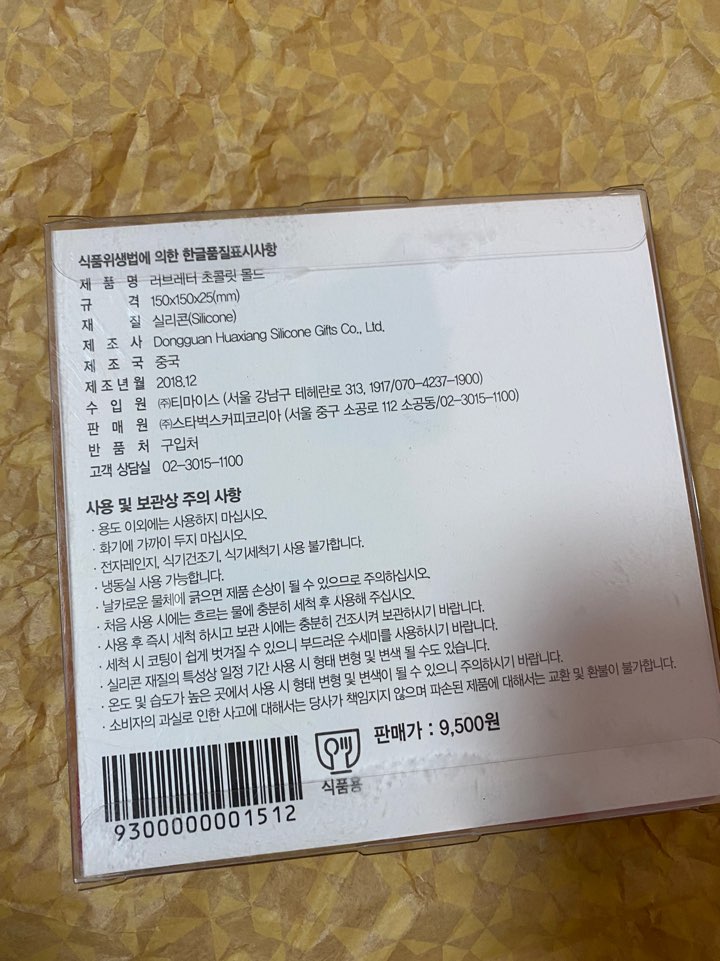 식품위생법에 의한 한글품질표시사항
제 품 명 러브레터 초콜릿 몰드
규 격 150x150x25(mm)
재 질 실리콘(Silicone)
제 조 사 Dongguan Huaxiang Silicone Gifts Co., Ltd.
제 조 국 중국
제조년월 2018.12
수 입 원 ㈜티마이스 (서울 강남구 테헤란로 313, 1917/070-4237-1900)
판 매 원 ㈜스타벅스커피코리아 (서울 중구 소공로 112 소공동/02-3015-1100)
반 품 처 구입처
고객 상담실 02-3015-1100
사용 및 보관상 주의 사항
· 용도 이외에는 사용하지 마십시오.
· 화기에 가까이 두지 마십시오.
· 전자레인지, 식기건조기, 식기세척기 사용 불가합니다.
· 냉동실 사용 가능합니다.
· 날카로운 물체에 긁으면 제품 손상이 될 수 있으므로 주의하십시오.
· 처음 사용 시에는 흐르는 물에 충분히 세척 후 사용해 주십시오.
· 사용 후 즉시 세척 하시고 보관 시에는 충분히 건조시켜 보관하시기 바랍니다.
· 세척 시 코팅이 쉽게 벗겨질 수 있으니 부드러운 수세미를 사용하시기 바랍니다.
· 실리콘 재질의 특성상 일정 기간 사용 시 형태 변형 및 변색 될 수도 있습니다.
· 온도 및 습도가 높은 곳에서 사용 시 형태 변형 및 변색이 될 수 있으니 주의하시기 바랍니다.
· 소비자의 과실로 인한 사고에 대해서는 당사가 책임지지 않으며 파손된 제품에 대해서는 교환 및 환불이 불가합니다.
판매가 : 9,500원
식품용
9300000001512